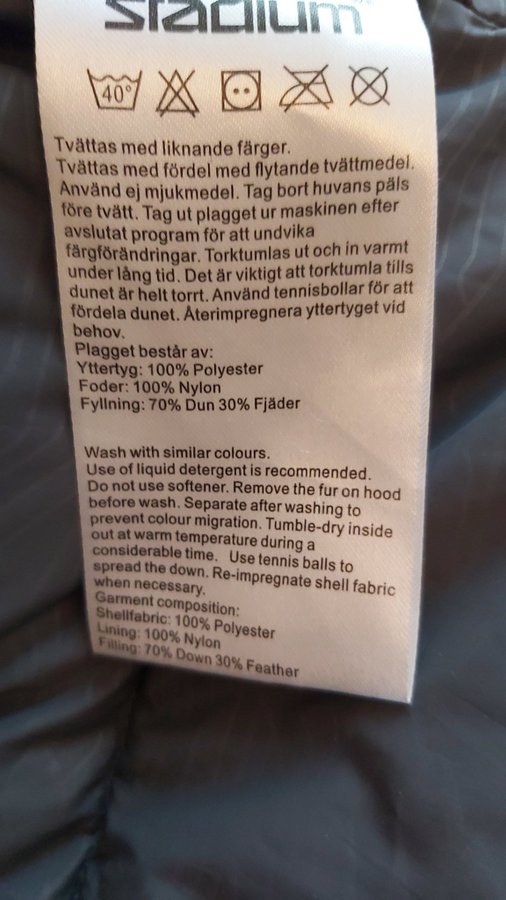 stadium
40°
Tvättas med liknande färger.
Tvättas med fördel med flytande tvättmedel.
Använd ej mjukmedel. Tag bort huvans päls
före tvätt. Tag ut plagget ur maskinen efter
avslutat program för att undvika
färgförändringar. Torktumlas ut och in varmt
under lång tid. Det är viktigt att torktumla tills
dunet är helt torrt. Använd tennisbollar för att
fördela dunet. Återimpregnera yttertyget vid
behov.
Plagget består av:
Yttertyg: 100% Polyester
Foder: 100% Nylon
Fyllning: 70% Dun 30% Fjäder
Wash with similar colours.
Use of liquid detergent is recommended.
Do not use softener. Remove the fur on hood
before wash. Separate after washing to
prevent colour migration. Tumble-dry inside
out at warm temperature during a
considerable time. Use tennis balls to
spread the down. Re-impregnate shell fabric
when necessary.
Garment composition:
Shellfabric: 100% Polyester
Lining: 100% Nylon
Filling: 70% Down 30% Feather